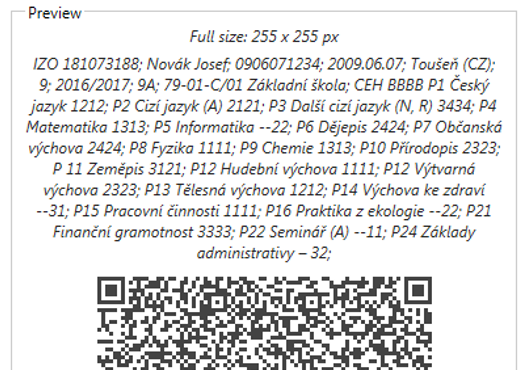 Preview
Full size: 255 x 255 px
IZO 181073188; Novák Josef; 0906071234; 2009.06.07; Toušeň (CZ);
9; 2016/2017; 9A; 79-01-C/01 Základní škola; CEH BBBB P1 Český
jazyk 1212; P2 Cizí jazyk (A) 2121; P3 Další cizí jazyk (N, R) 3434; P4
Matematika 1313; P5 Informatika --22; P6 Dějepis 2424; P7 Občanská
výchova 2424; P8 Fyzika 1111; P9 Chemie 1313; P10 Přírodopis 2323;
P 11 Zeměpis 3121; P12 Hudební výchova 1111; P12 Výtvarná
výchova 2323; P13 Tělesná výchova 1212; P14 Výchova ke zdraví
--31; P15 Pracovní činnosti 1111; P16 Praktika z ekologie --22; P21
Finanční gramotnost 3333; P22 Seminář (A) --11; P24 Základy
administrativy – 32;